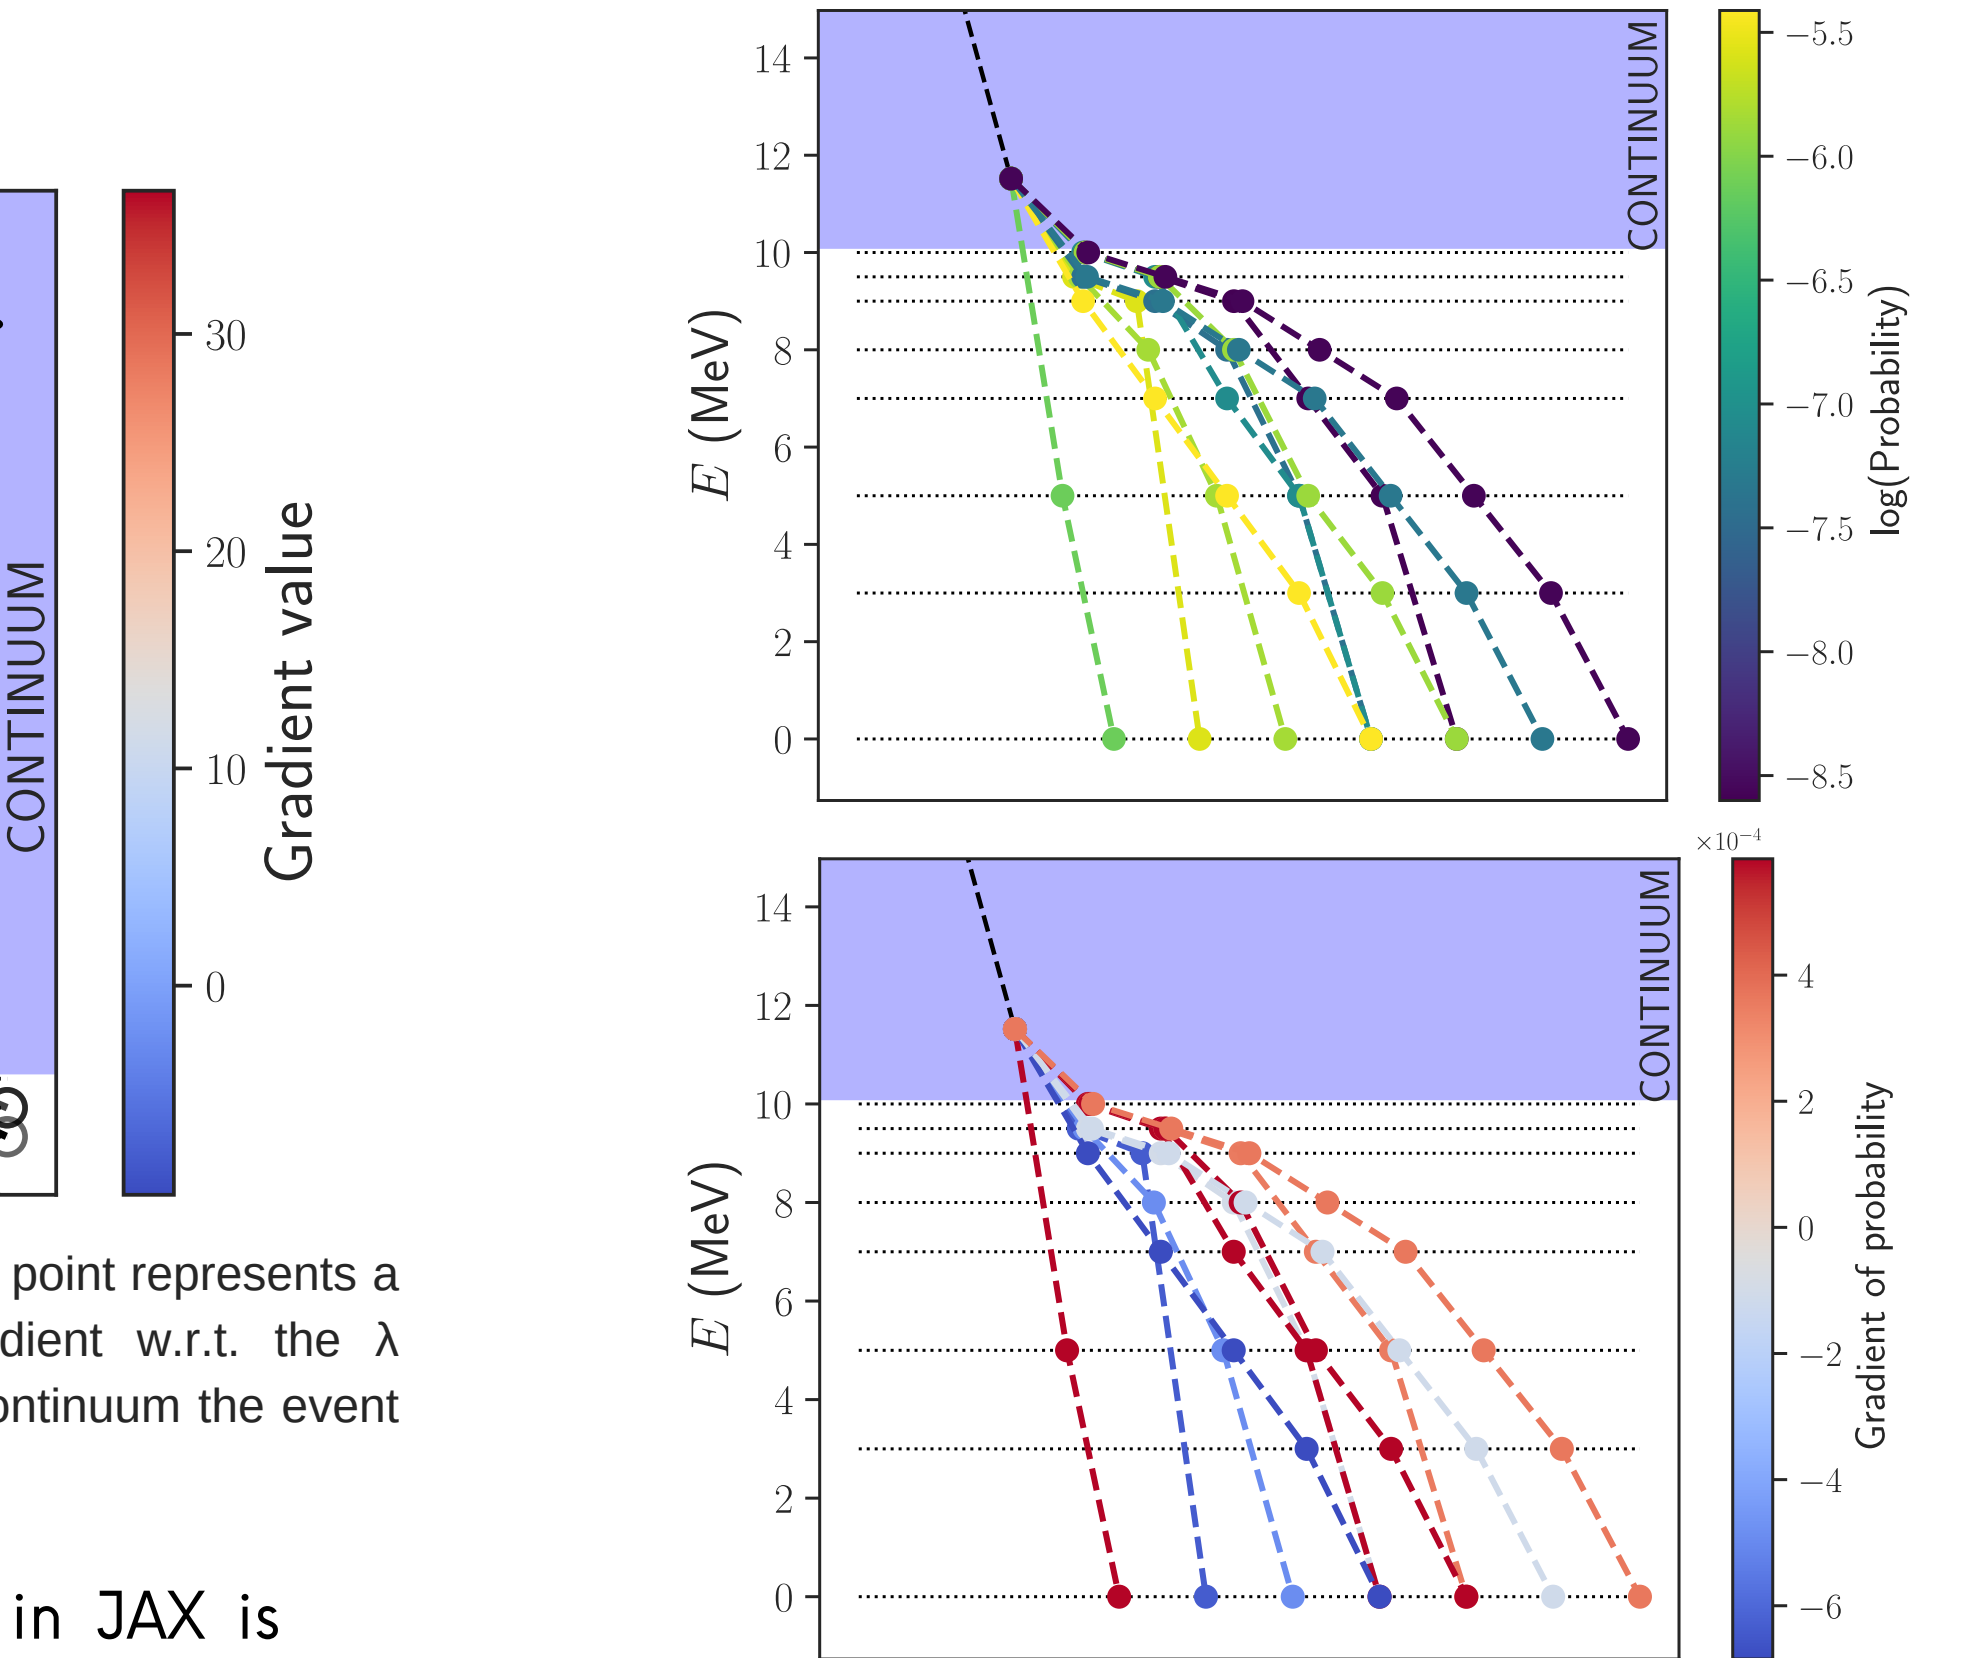 CONTINUUM
30
20
10
0
Gradient value
point represents a
dient w.r.t. the λ
ontinuum the event
in JAX is
14
12
10
8
6
4
2
0
E (MeV)
CONTINUUM
−5.5
−6.0
−6.5
−7.0
−7.5
−8.0
−8.5
log(Probability)
14
12
10
8
6
4
2
0
E (MeV)
CONTINUUM
×10⁻⁴
4
2
0
−2
−4
−6
Gradient of probability